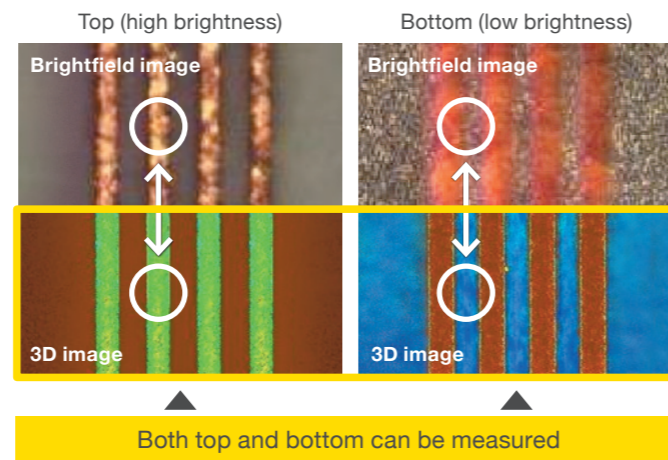 Top (high brightness)
Bottom (low brightness)
Brightfield image
Brightfield image
3D image
3D image
Both top and bottom can be measured